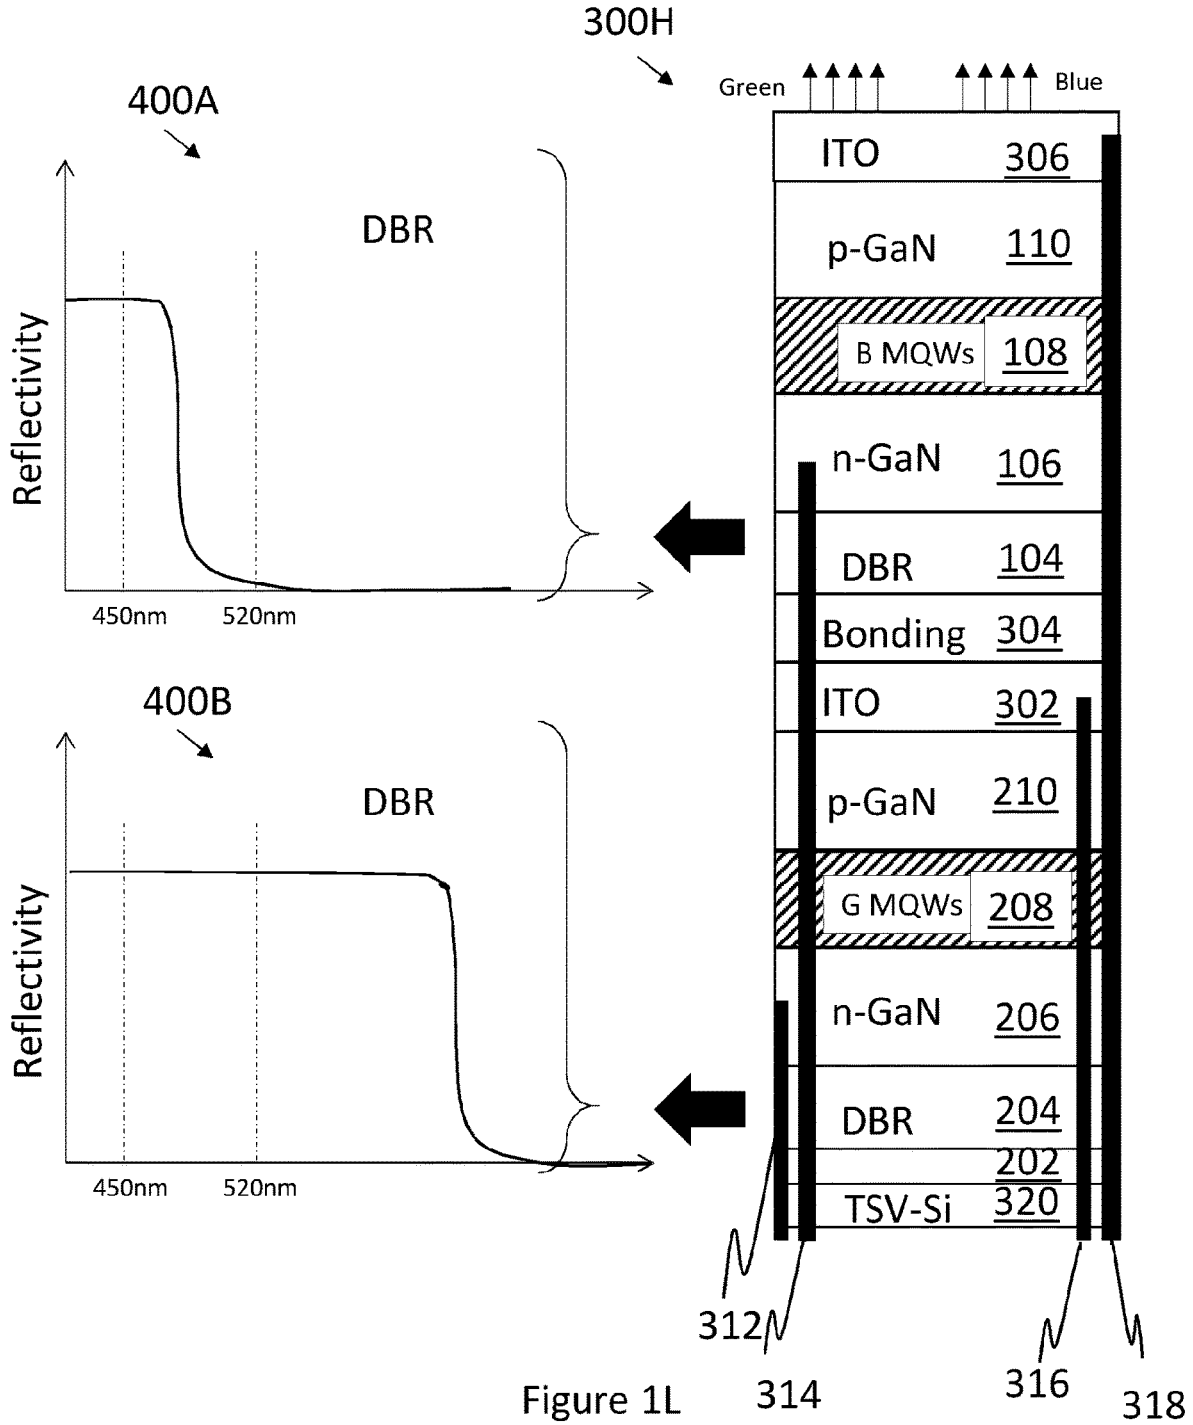 300H
Green
Blue
400A
DBR
Reflectivity
450nm 520nm
400B
DBR
Reflectivity
450nm 520nm
ITO 306
p-GaN 110
B MQWs 108
n-GaN 106
DBR 104
Bonding 304
ITO 302
p-GaN 210
G MQWs 208
n-GaN 206
DBR 204
202
TSV-Si 320
312
314
316
318
Figure 1L